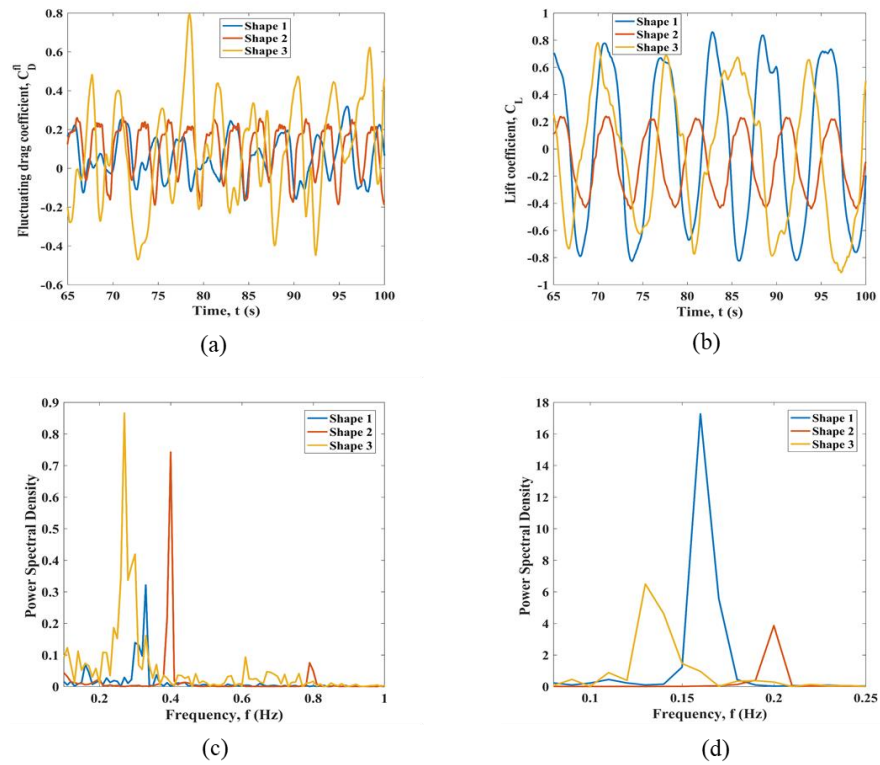 Shape 1
Shape 2
Shape 3
Fluctuating drag coefficient, C_D^fl
0.8
0.6
0.4
0.2
0
-0.2
-0.4
-0.6
65 70 75 80 85 90 95 100
Time, t (s)
(a)
Shape 1
Shape 2
Shape 3
Lift coefficient, C_L
1
0.8
0.6
0.4
0.2
0
-0.2
-0.4
-0.6
-0.8
-1
65 70 75 80 85 90 95 100
Time, t (s)
(b)
Shape 1
Shape 2
Shape 3
Power Spectral Density
0.9
0.8
0.7
0.6
0.5
0.4
0.3
0.2
0.1
0
0.2 0.4 0.6 0.8 1
Frequency, f (Hz)
(c)
Shape 1
Shape 2
Shape 3
Power Spectral Density
18
16
14
12
10
8
6
4
2
0
0.1 0.15 0.2 0.25
Frequency, f (Hz)
(d)